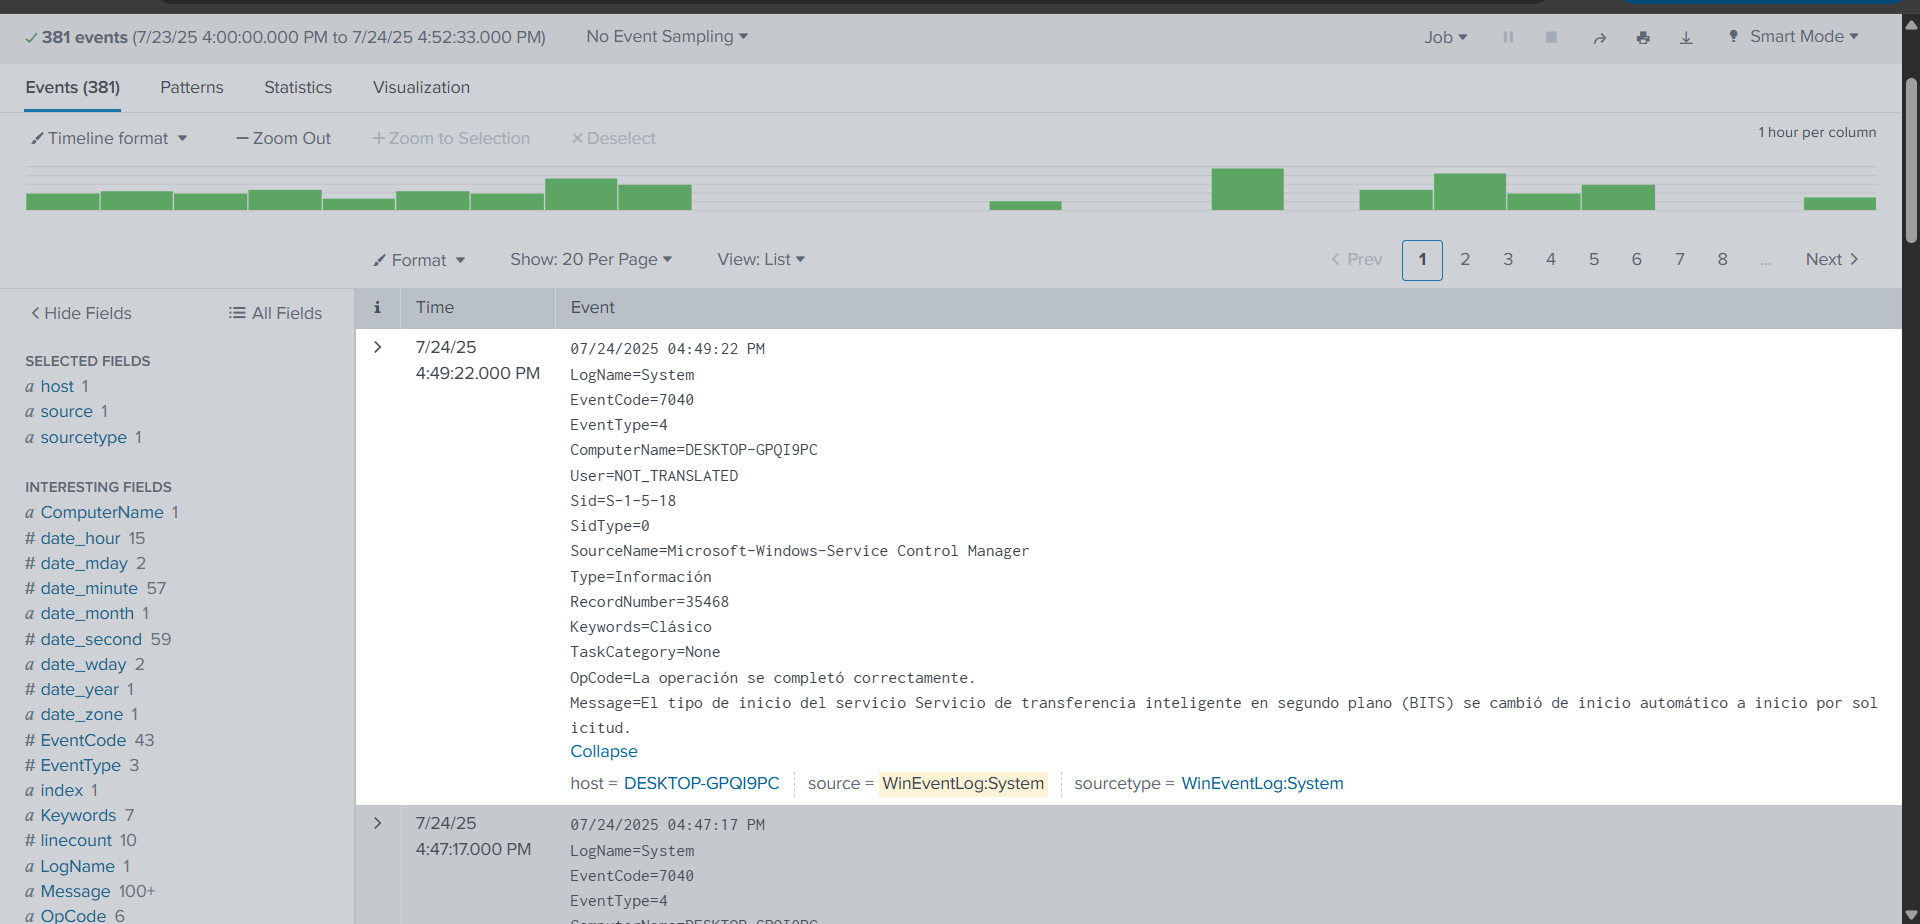 381 events (7/23/25 4:00:00.000 PM to 7/24/25 4:52:33.000 PM)
No Event Sampling
Job
Smart Mode
Events (381)
Patterns
Statistics
Visualization
Timeline format
Zoom Out
Zoom to Selection
Deselect
1 hour per column
Format
Show: 20 Per Page
View: List
Prev
1
2
3
4
5
6
7
8
...
Next
Hide Fields
All Fields
SELECTED FIELDS
a host 1
a source 1
a sourcetype 1
INTERESTING FIELDS
a ComputerName 1
# date_hour 15
# date_mday 2
# date_minute 57
a date_month 1
# date_second 59
a date_wday 2
# date_year 1
a date_zone 1
# EventCode 43
# EventType 3
a index 1
a Keywords 7
# linecount 10
a LogName 1
a Message 100+
a OpCode 6
i
Time
Event
7/24/25
4:49:22.000 PM
07/24/2025 04:49:22 PM
LogName=System
EventCode=7040
EventType=4
ComputerName=DESKTOP-GPQI9PC
User=NOT_TRANSLATED
Sid=S-1-5-18
SidType=0
SourceName=Microsoft-Windows-Service Control Manager
Type=Información
RecordNumber=35468
Keywords=Clásico
TaskCategory=None
OpCode=La operación se completó correctamente.
Message=El tipo de inicio del servicio Servicio de transferencia inteligente en segundo plano (BITS) se cambió de inicio automático a inicio por sol
icitud.
Collapse
host = DESKTOP-GPQI9PC
source = WinEventLog:System
sourcetype = WinEventLog:System
7/24/25
4:47:17.000 PM
07/24/2025 04:47:17 PM
LogName=System
EventCode=7040
EventType=4
ComputerName=DESKTOP-GPQI9PC